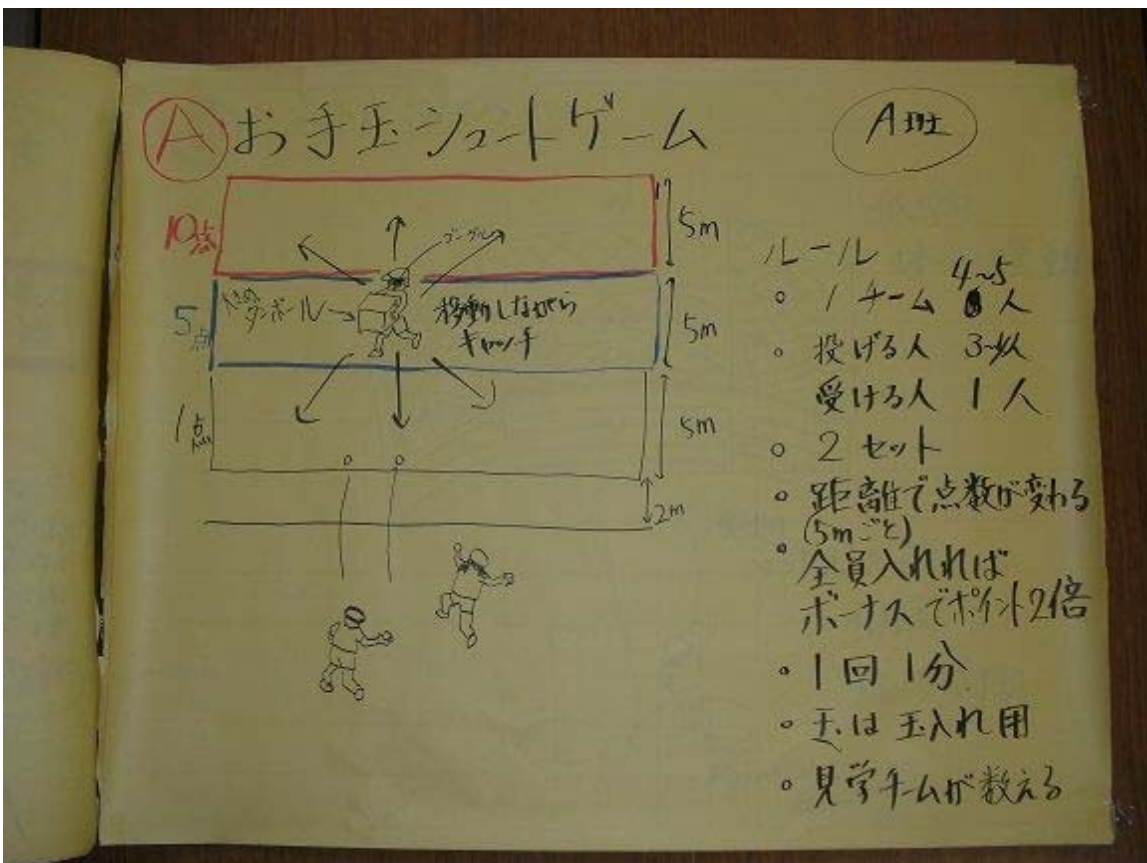 Ⓐお手玉シュートゲーム
A班
10点
5m
ゴーグル
5点
大きめ
ダンボール→
移動しながら
キャッチ
5m
1点
5m
2m
ルール
○ 1チーム 4~5人
○ 投げる人 3~4人
受ける人 1人
○ 2セット
○ 距離で点数が変わる
(5mごと)
○ 全員入れれば
ボーナスでポイント2倍
○ 1回 1分
○ 玉は玉入れ用
○ 見学チームが数える